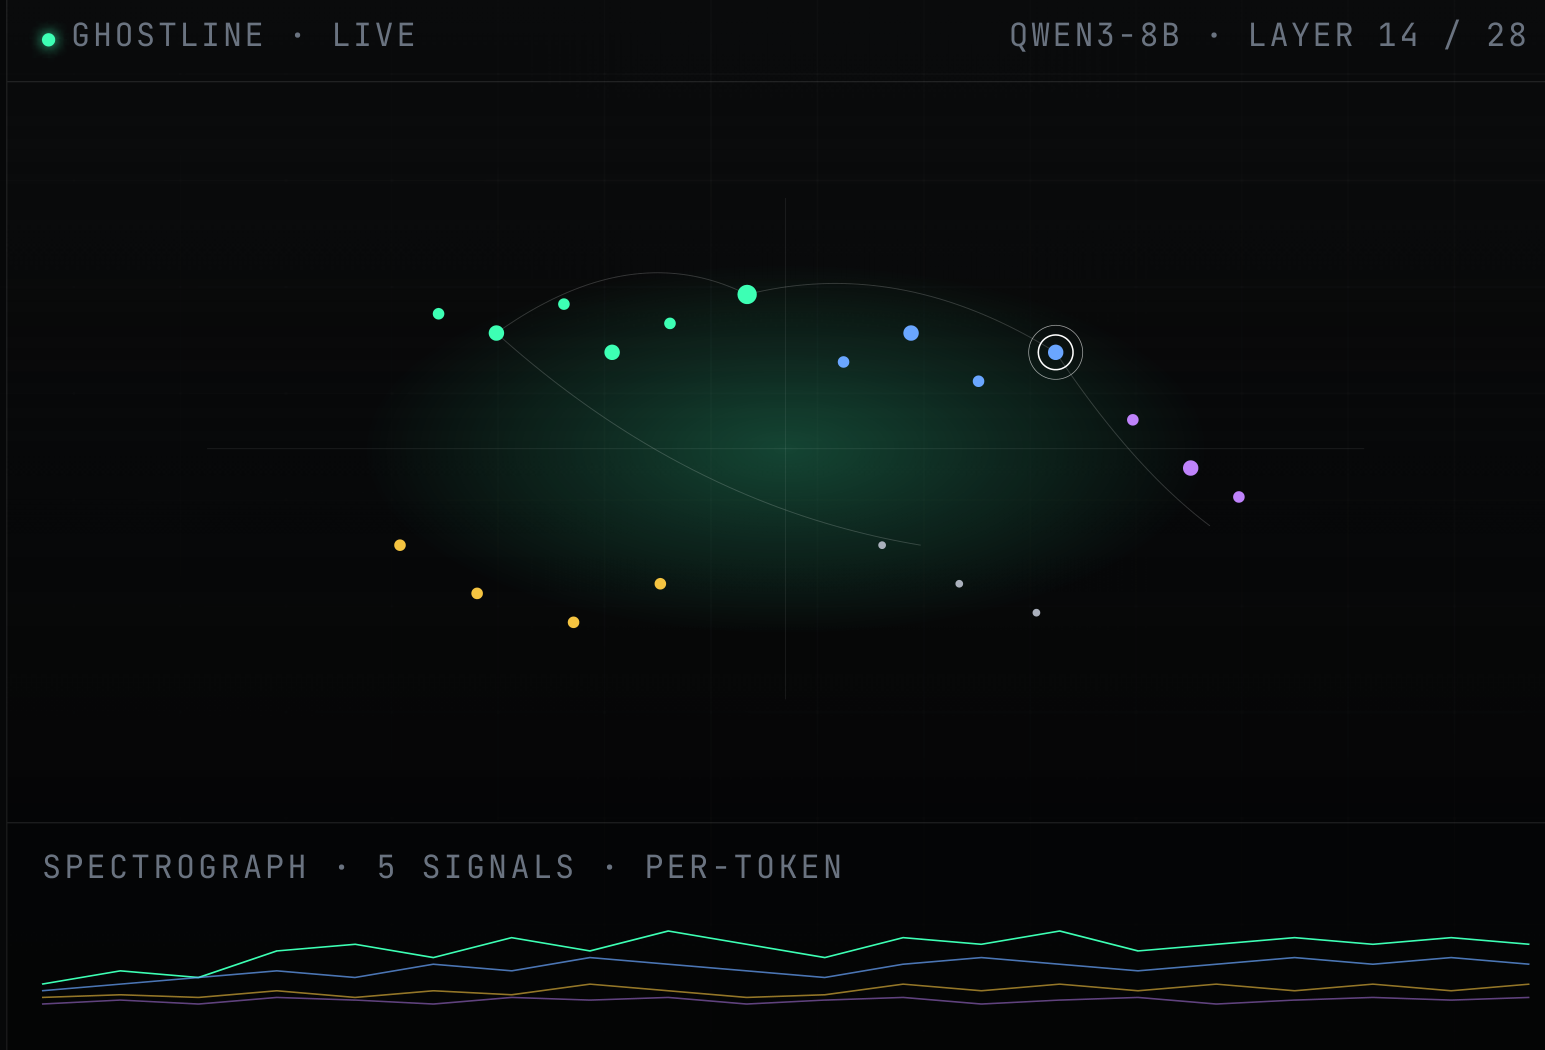 GHOSTLINE · LIVE
QWEN3-8B · LAYER 14 / 28
SPECTROGRAPH · 5 SIGNALS · PER-TOKEN